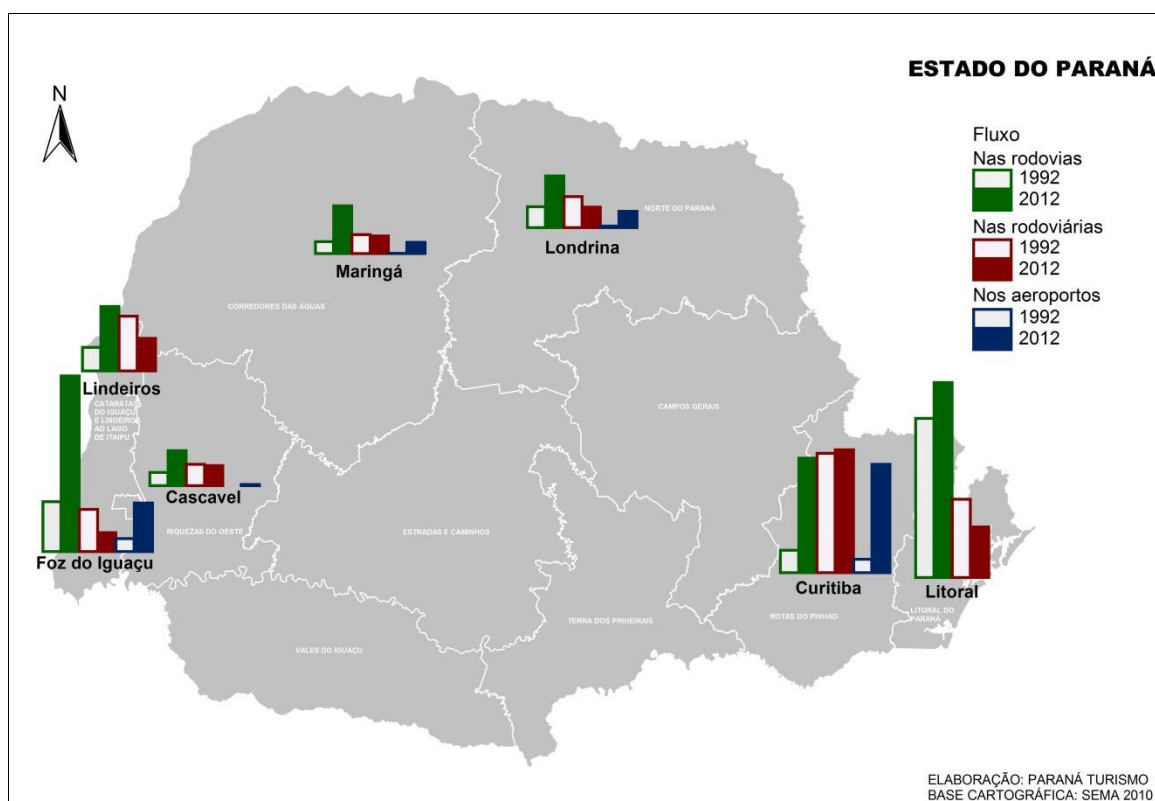 ESTADO DO PARANÁ
N
Fluxo
Nas rodovias
1992
2012
Nas rodoviárias
1992
2012
Nos aeroportos
1992
2012
NORTE DO PARANÁ
Londrina
Maringá
CORREDORES DAS ÁGUAS
Lindeiros
CATARATAS
DO IGUAÇU
E LINDEIROS
AO LAGO
DE ITAIPU
CAMPOS GERAIS
Cascavel
RIQUEZAS DO OESTE
ESTRADAS E CAMINHOS
Foz do Iguaçu
Curitiba
Litoral
ROTAS DO PINHAO
LITORAL DO
PARANÁ
TERRA DOS PINHEIRAIS
VALES DO IGUAÇU
ELABORAÇÃO: PARANÁ TURISMO
BASE CARTOGRÁFICA: SEMA 2010